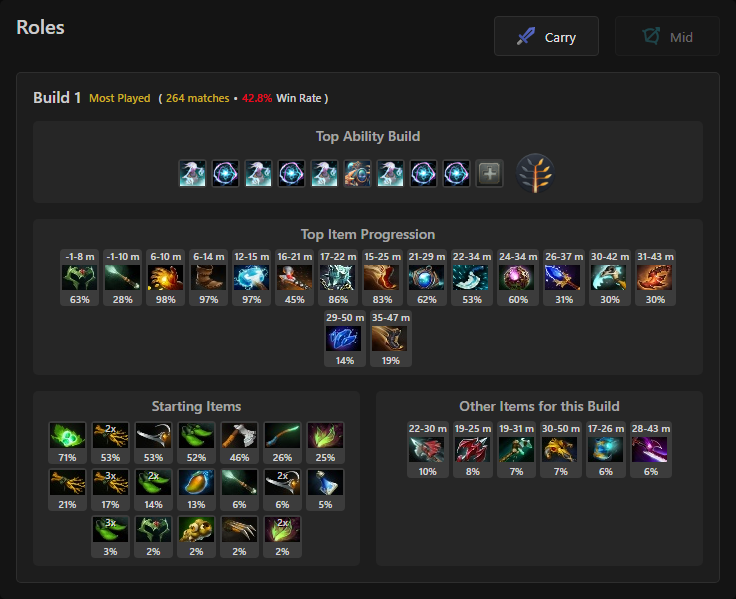 Roles
Carry
Mid
Build 1 Most Played ( 264 matches • 42.8% Win Rate )
Top Ability Build
Top Item Progression
-1-8 m -1-10 m 6-10 m 6-14 m 12-15 m 16-21 m 17-22 m 15-25 m 21-29 m 22-34 m 24-34 m 26-37 m 30-42 m 31-43 m
63% 28% 98% 97% 97% 45% 86% 83% 62% 53% 60% 31% 30% 30%
29-50 m 35-47 m
14% 19%
Starting Items
2x
71% 53% 53% 52% 46% 26% 25%
3x 2x 2x
21% 17% 14% 13% 6% 6% 5%
3x 2x
3% 2% 2% 2% 2%
Other Items for this Build
22-30 m 19-25 m 19-31 m 30-50 m 17-26 m 28-43 m
10% 8% 7% 7% 6% 6%